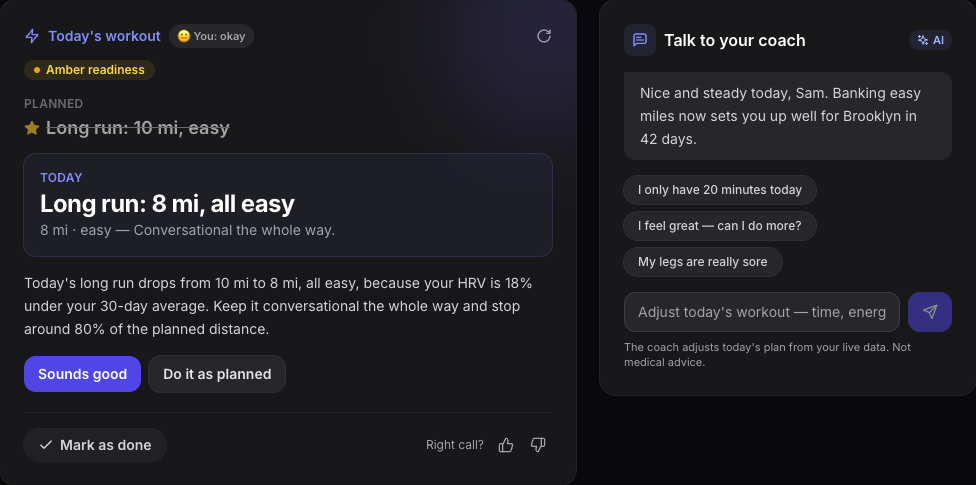 Today's workout
😐 You: okay
Amber readiness
PLANNED
Long run: 10 mi, easy
TODAY
Long run: 8 mi, all easy
8 mi · easy — Conversational the whole way.
Today's long run drops from 10 mi to 8 mi, all easy, because your HRV is 18%
under your 30-day average. Keep it conversational the whole way and stop
around 80% of the planned distance.
Sounds good
Do it as planned
Mark as done
Right call?
Talk to your coach
AI
Nice and steady today, Sam. Banking easy
miles now sets you up well for Brooklyn in
42 days.
I only have 20 minutes today
I feel great — can I do more?
My legs are really sore
Adjust today's workout — time, energ
The coach adjusts today's plan from your live data. Not
medical advice.